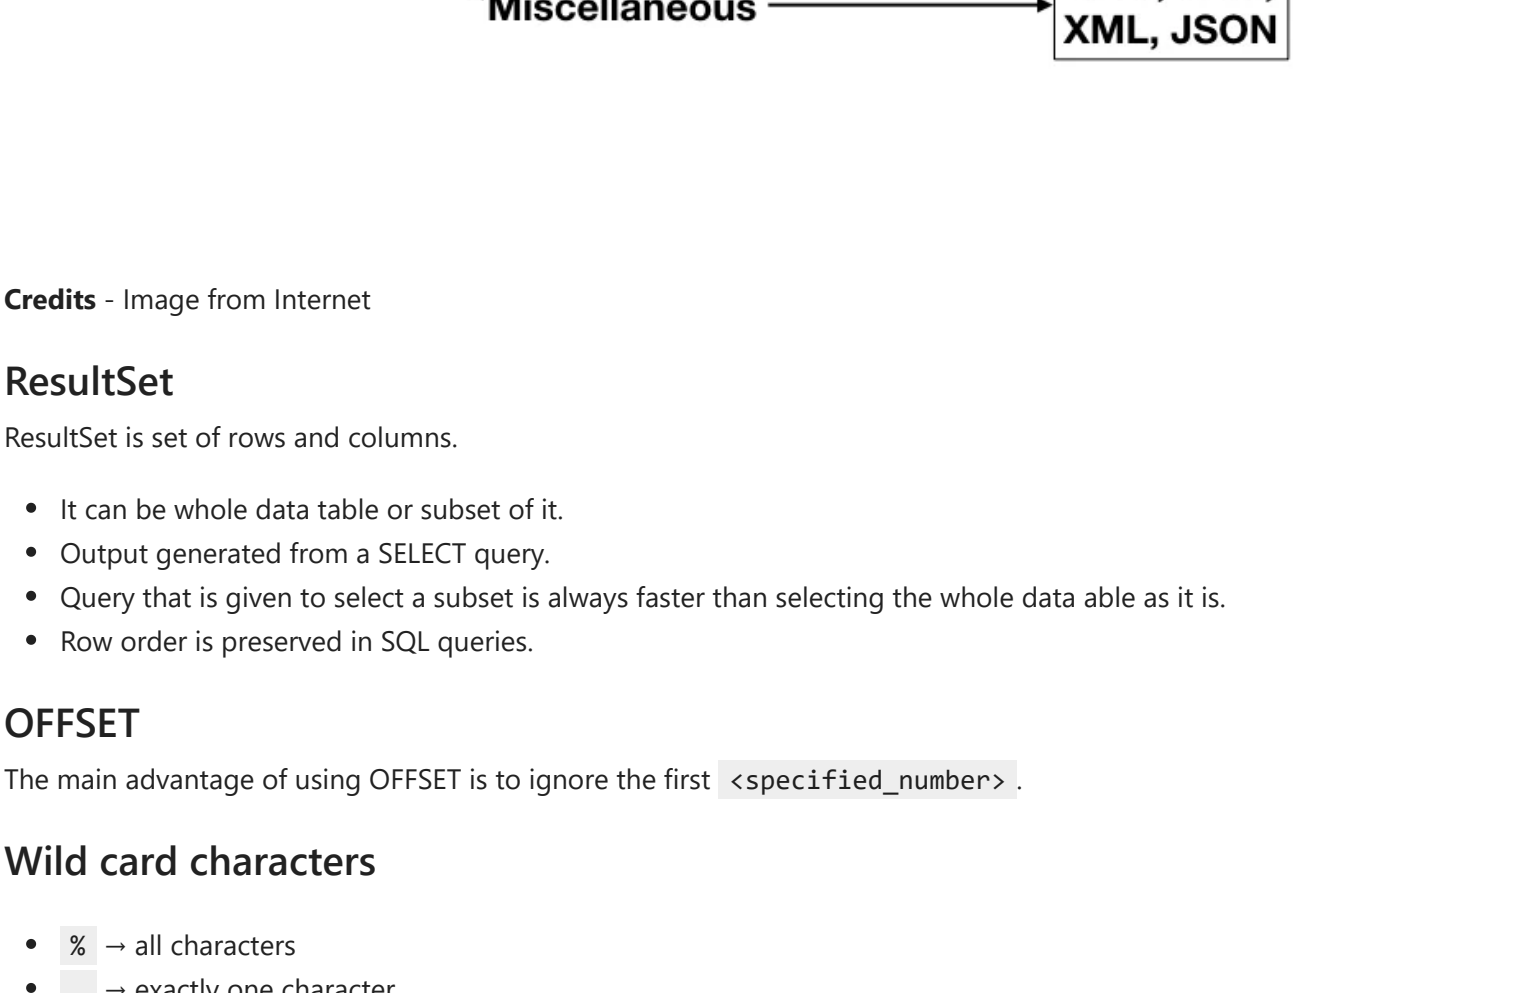 Miscellaneous
XML, JSON
Credits - Image from Internet
ResultSet
ResultSet is set of rows and columns.
It can be whole data table or subset of it.
Output generated from a SELECT query.
Query that is given to select a subset is always faster than selecting the whole data able as it is.
Row order is preserved in SQL queries.
OFFSET
The main advantage of using OFFSET is to ignore the first <specified_number> .
Wild card characters
% → all characters
→ exactly one character